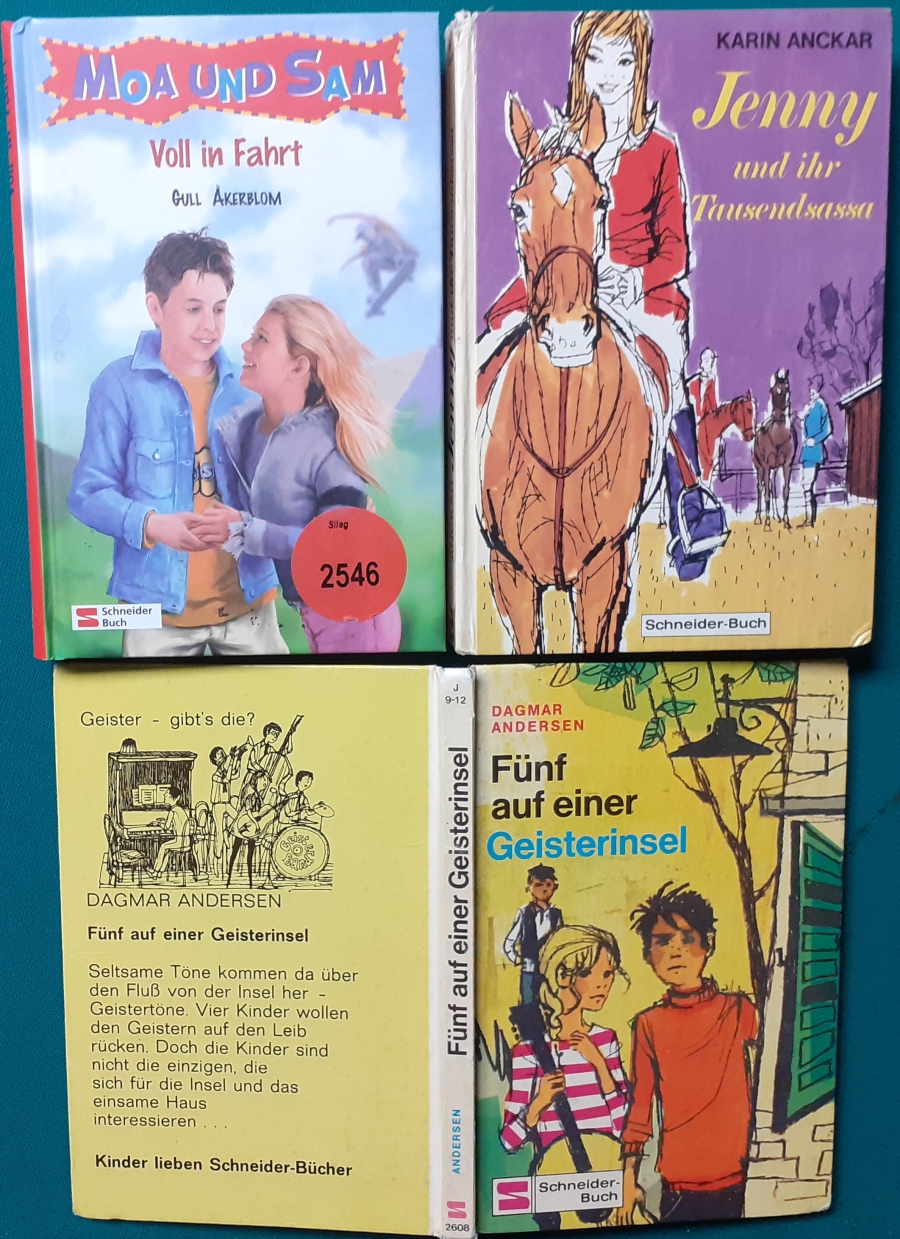 MOA UND SAM
Voll in Fahrt
GULL ÅKERBLOM
Silag
2546
Schneider
Buch
KARIN ANCKAR
Jenny
und ihr
Tausendsassa
Schneider-Buch
Geister - gibt's die?
DAGMAR ANDERSEN
Fünf auf einer Geisterinsel
Seltsame Töne kommen da über
den Fluß von der Insel her -
Geistertöne. Vier Kinder wollen
den Geistern auf den Leib
rücken. Doch die Kinder sind
nicht die einzigen, die
sich für die Insel und das
einsame Haus
interessieren . . .
Kinder lieben Schneider-Bücher
J
9-12
Fünf auf einer Geisterinsel
ANDERSEN
2608
DAGMAR
ANDERSEN
Fünf
auf einer
Geisterinsel
Schneider-
Buch